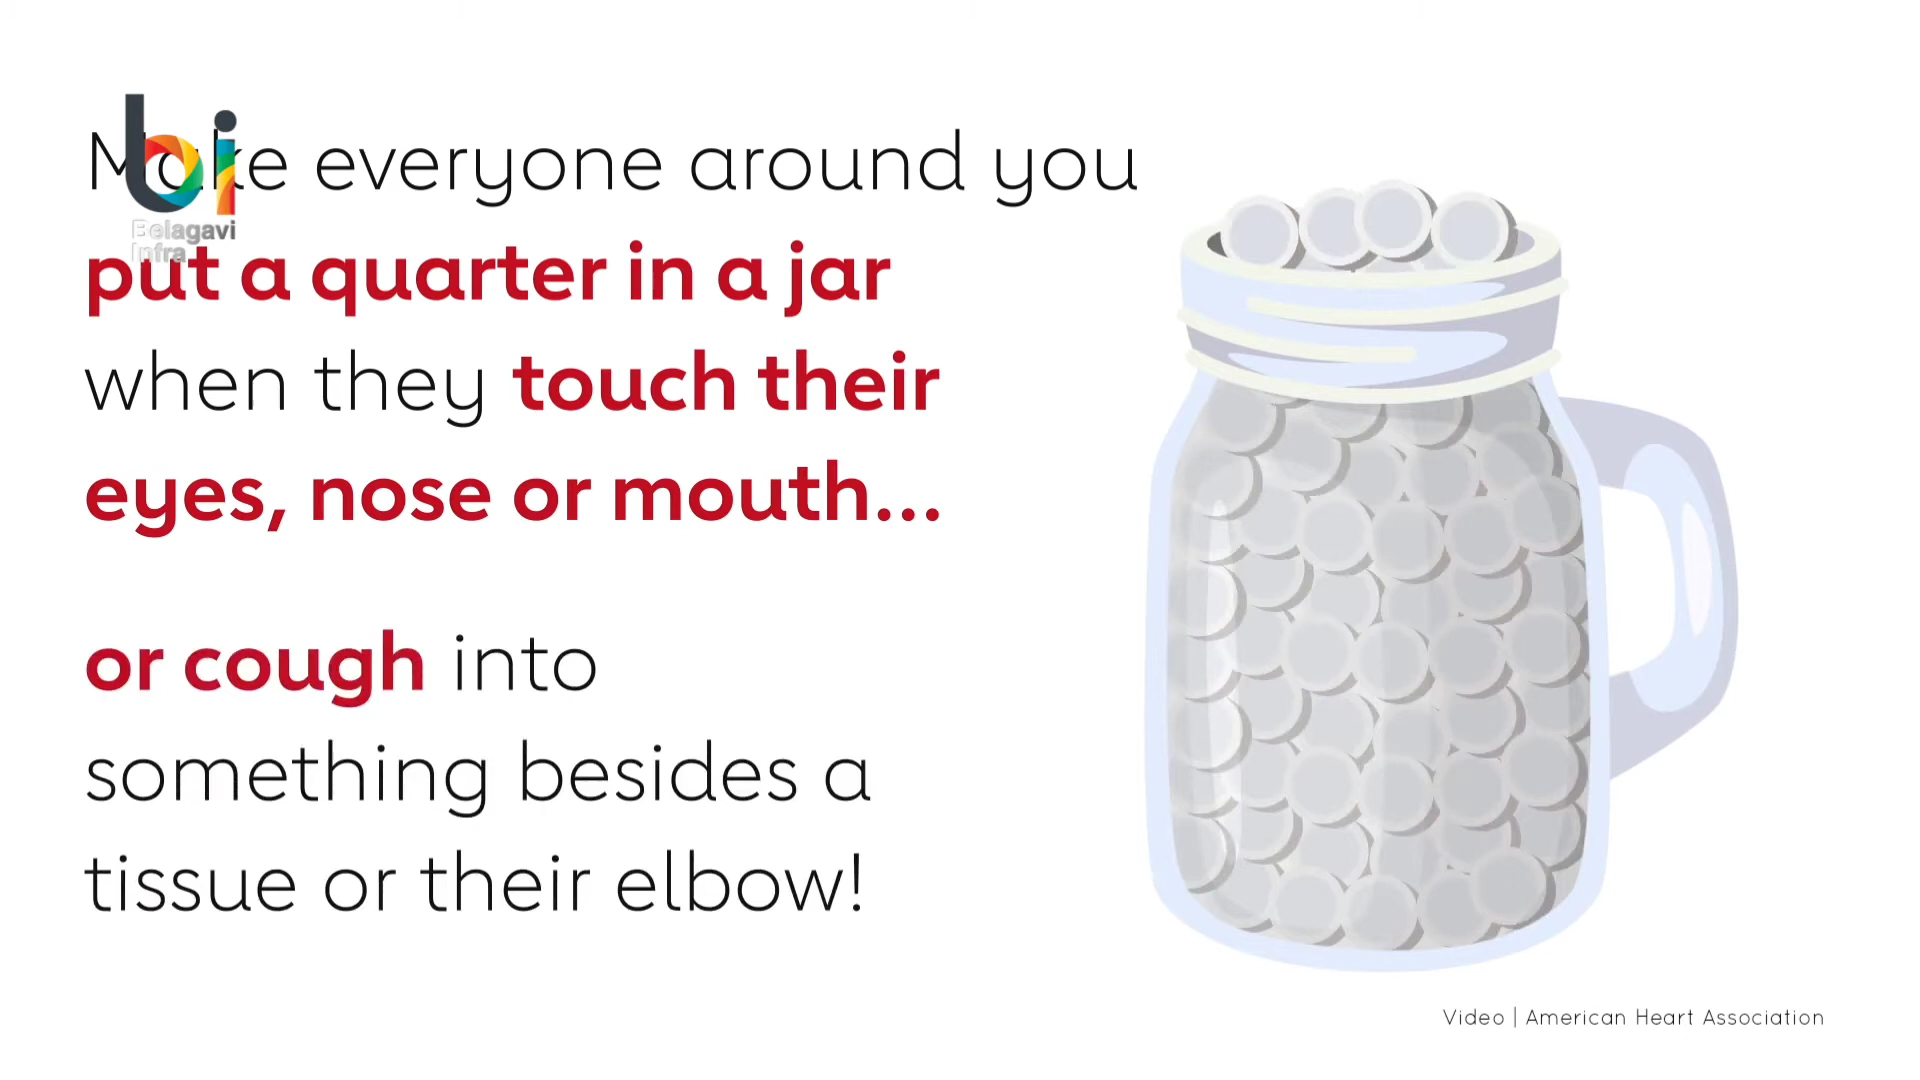 bi
Belagavi
Infra
Make everyone around you
put a quarter in a jar
when they touch their
eyes, nose or mouth...
or cough into
something besides a
tissue or their elbow!
Video | American Heart Association